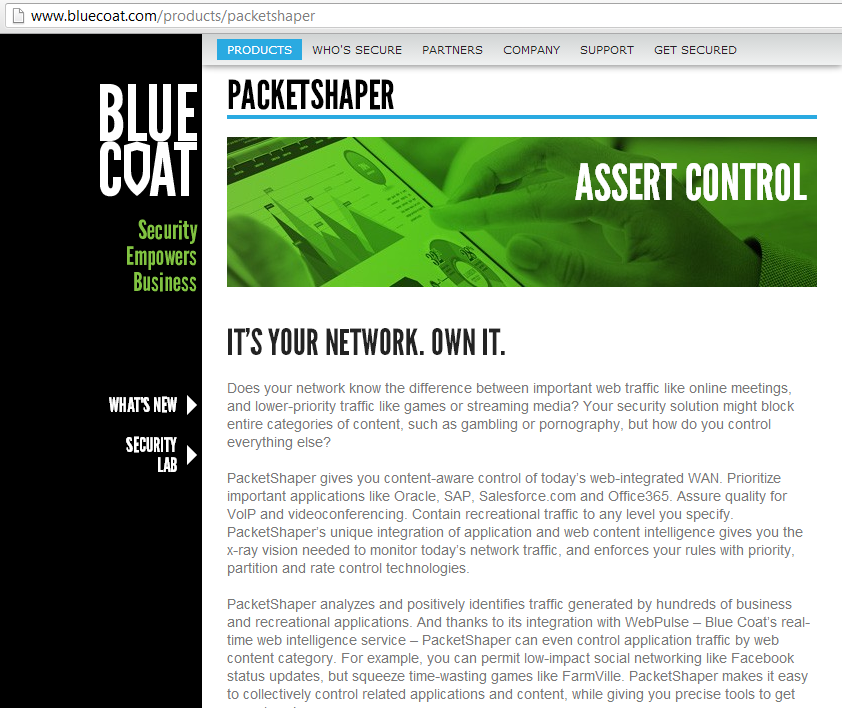 www.bluecoat.com/products/packetshaper
PRODUCTS WHO'S SECURE PARTNERS COMPANY SUPPORT GET SECURED
BLUE
COAT
Security
Empowers
Business
WHAT'S NEW
SECURITY
LAB
PACKETSHAPER
ASSERT CONTROL
IT'S YOUR NETWORK. OWN IT.
Does your network know the difference between important web traffic like online meetings,
and lower-priority traffic like games or streaming media? Your security solution might block
entire categories of content, such as gambling or pornography, but how do you control
everything else?
PacketShaper gives you content-aware control of today's web-integrated WAN. Prioritize
important applications like Oracle, SAP, Salesforce.com and Office365. Assure quality for
VoIP and videoconferencing. Contain recreational traffic to any level you specify.
PacketShaper's unique integration of application and web content intelligence gives you the
x-ray vision needed to monitor today's network traffic, and enforces your rules with priority,
partition and rate control technologies.
PacketShaper analyzes and positively identifies traffic generated by hundreds of business
and recreational applications. And thanks to its integration with WebPulse – Blue Coat's real-
time web intelligence service – PacketShaper can even control application traffic by web
content category. For example, you can permit low-impact social networking like Facebook
status updates, but squeeze time-wasting games like FarmVille. PacketShaper makes it easy
to collectively control related applications and content, while giving you precise tools to get